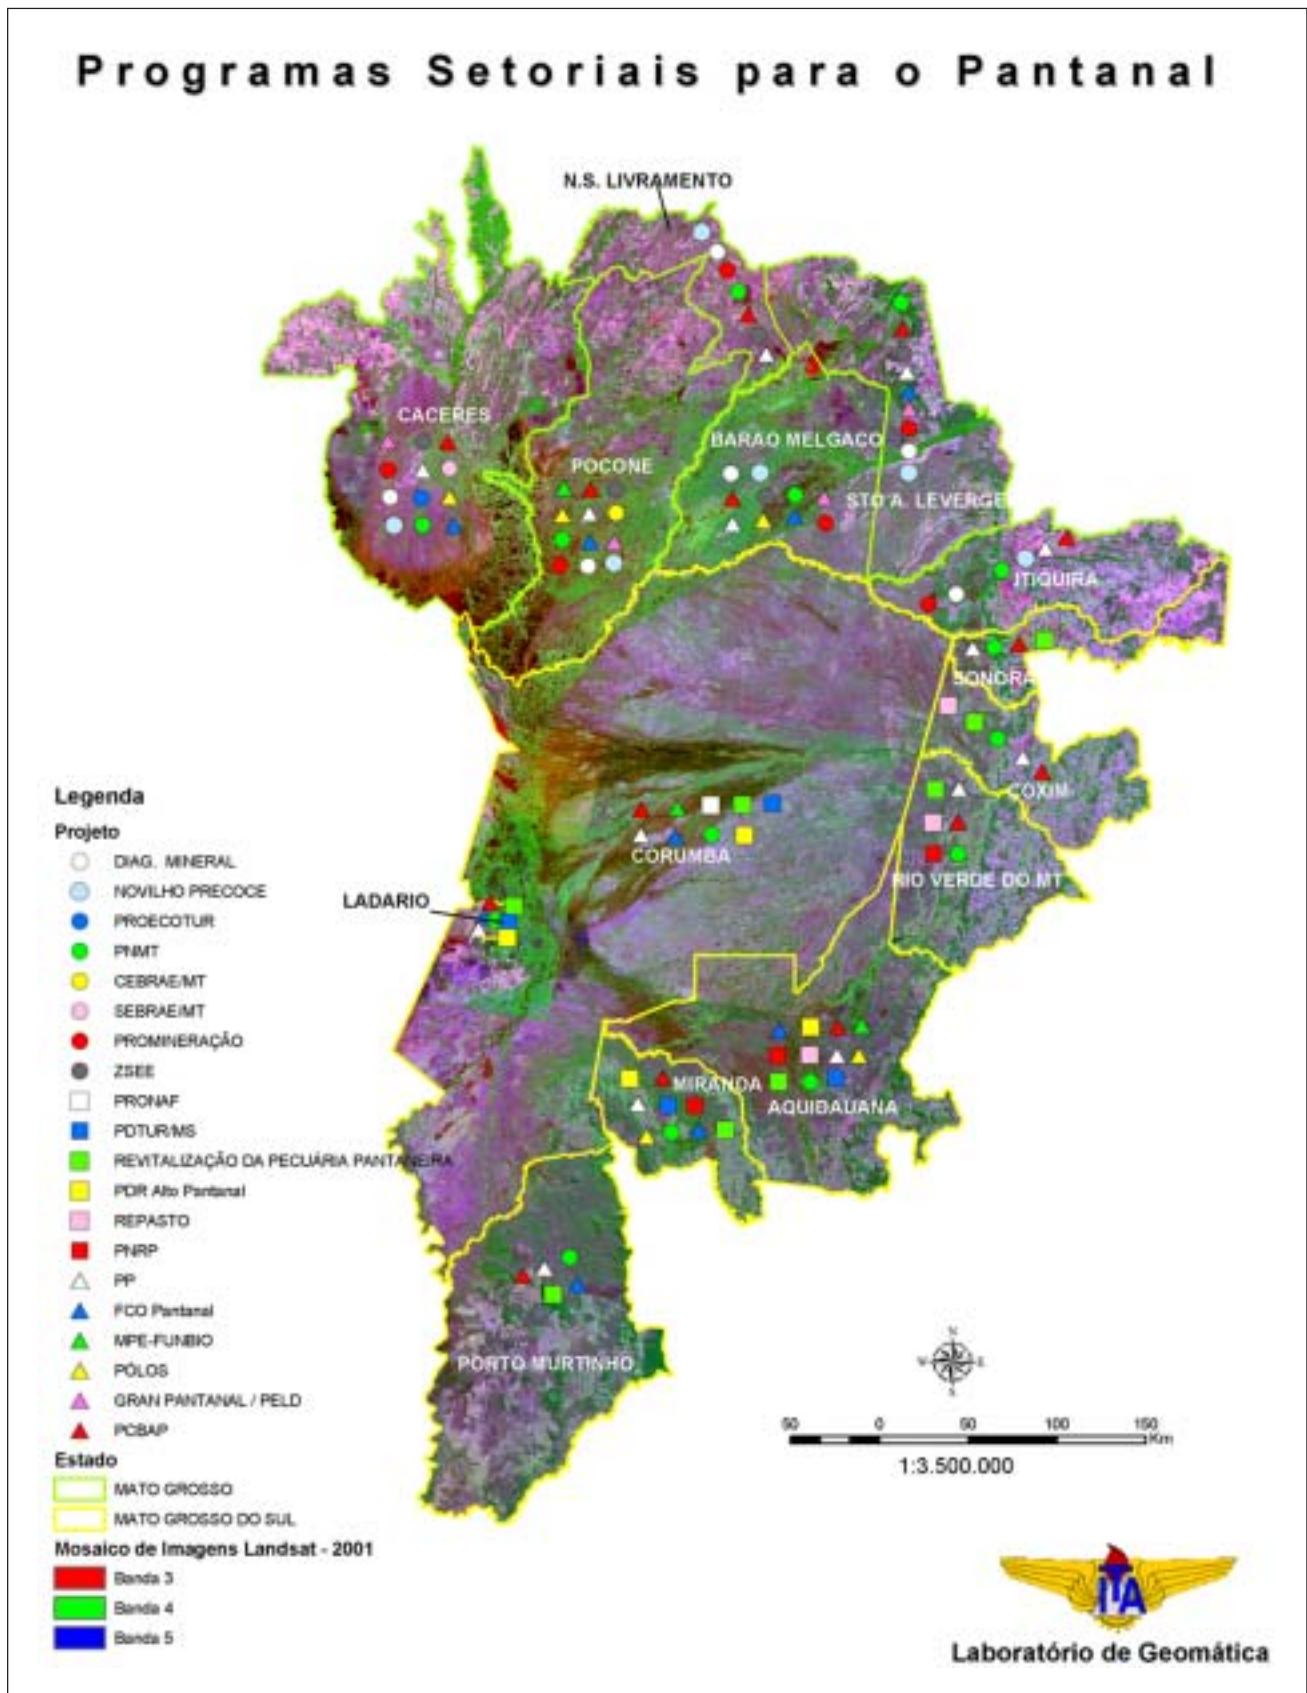 Programas Setoriais para o Pantanal
N.S. LIVRAMENTO
CACERES
BARAO MELGACO
POCONE
STO A. LEVERGE
ITIQUIRA
SONORA
COXIM
CORUMBA
RIO VERDE DO MT
LADARIO
MIRANDA
AQUIDAUANA
PORTO MURTINHO
Legenda
Projeto
DIAG. MINERAL
NOVILHO PRECOCE
PROECOTUR
PNMT
CEBRAE/MT
SEBRAE/MT
PROMINERAÇÃO
ZSEE
PRONAF
PDTUR/MS
REVITALIZAÇÃO DA PECUÁRIA PANTANEIRA
PDR Alto Pantanal
REPASTO
PNRP
PP
FCO Pantanal
MPE-FUNBIO
PÓLOS
GRAN PANTANAL / PELD
PCBAP
Estado
MATO GROSSO
MATO GROSSO DO SUL
Mosaico de Imagens Landsat - 2001
Banda 3
Banda 4
Banda 5
N
W E
S
50 0 50 100 150
Km
1:3.500.000
ITA
Laboratório de Geomática